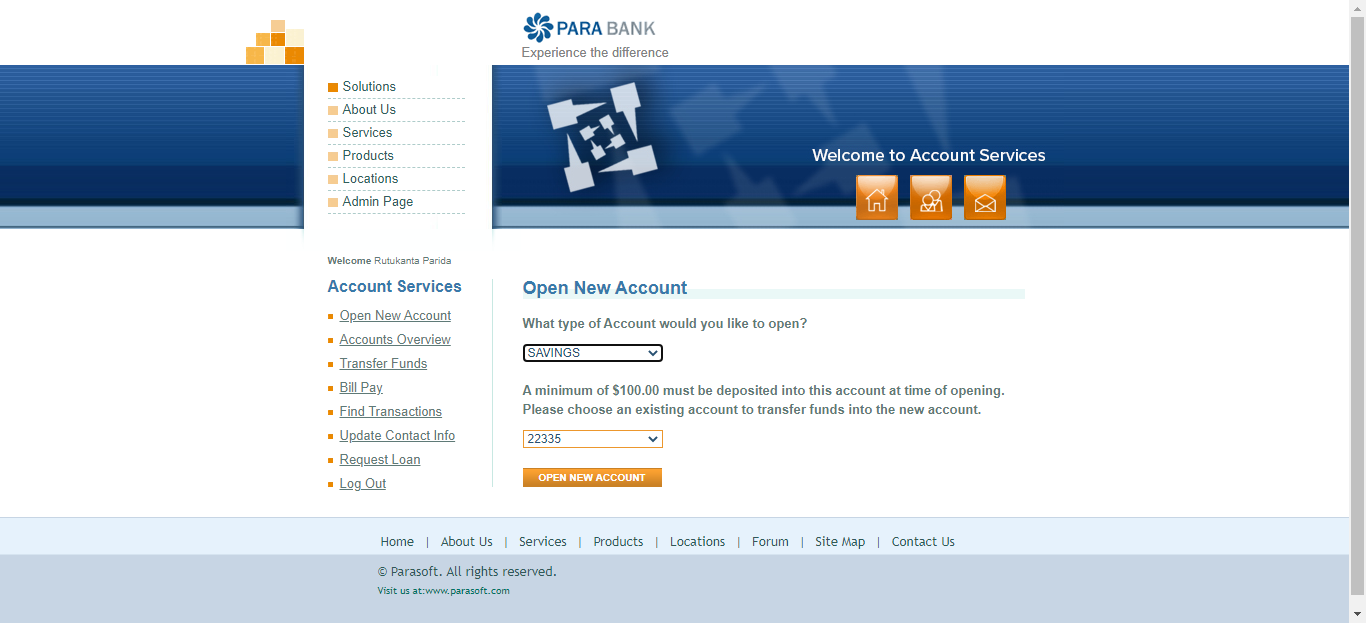 PARA BANK
Experience the difference
Solutions
About Us
Services
Products
Locations
Admin Page
Welcome to Account Services
Welcome Rutukanta Parida
Account Services
Open New Account
Accounts Overview
Transfer Funds
Bill Pay
Find Transactions
Update Contact Info
Request Loan
Log Out
Open New Account
What type of Account would you like to open?
SAVINGS
A minimum of $100.00 must be deposited into this account at time of opening.
Please choose an existing account to transfer funds into the new account.
22335
OPEN NEW ACCOUNT
Home | About Us | Services | Products | Locations | Forum | Site Map | Contact Us
© Parasoft. All rights reserved.
Visit us at:www.parasoft.com